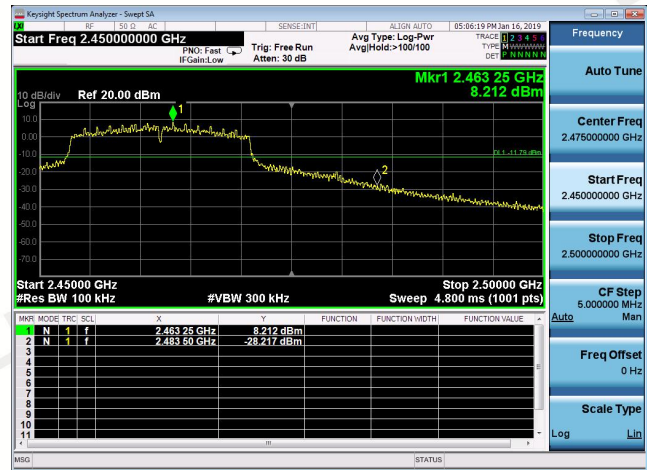 Keysight Spectrum Analyzer - Swept SA
LXI RF 50 Ω AC SENSE:INT ALIGN AUTO 05:06:19 PM Jan 16, 2019
Start Freq 2.450000000 GHz
PNO: Fast
IFGain:Low
Trig: Free Run
Atten: 30 dB
Avg Type: Log-Pwr
Avg|Hold:>100/100
TRACE 1 2 3 4 5 6
TYPE M WWWWW
DET P NNNNN
Mkr1 2.463 25 GHz
8.212 dBm
10 dB/div Ref 20.00 dBm
Log
10.0
0.00
-10.0
-20.0
-30.0
-40.0
-50.0
-60.0
-70.0
1
2
DL1 -11.79 dBm
Start 2.45000 GHz Stop 2.50000 GHz
#Res BW 100 kHz #VBW 300 kHz Sweep 4.800 ms (1001 pts)
MKR MODE TRC SCL X Y FUNCTION FUNCTION WIDTH FUNCTION VALUE
1 N 1 f 2.463 25 GHz 8.212 dBm
2 N 1 f 2.483 50 GHz -28.217 dBm
3
4
5
6
7
8
9
10
11
MSG STATUS
Frequency
Auto Tune
Center Freq
2.475000000 GHz
Start Freq
2.450000000 GHz
Stop Freq
2.500000000 GHz
CF Step
5.000000 MHz
Auto Man
Freq Offset
0 Hz
Scale Type
Log Lin